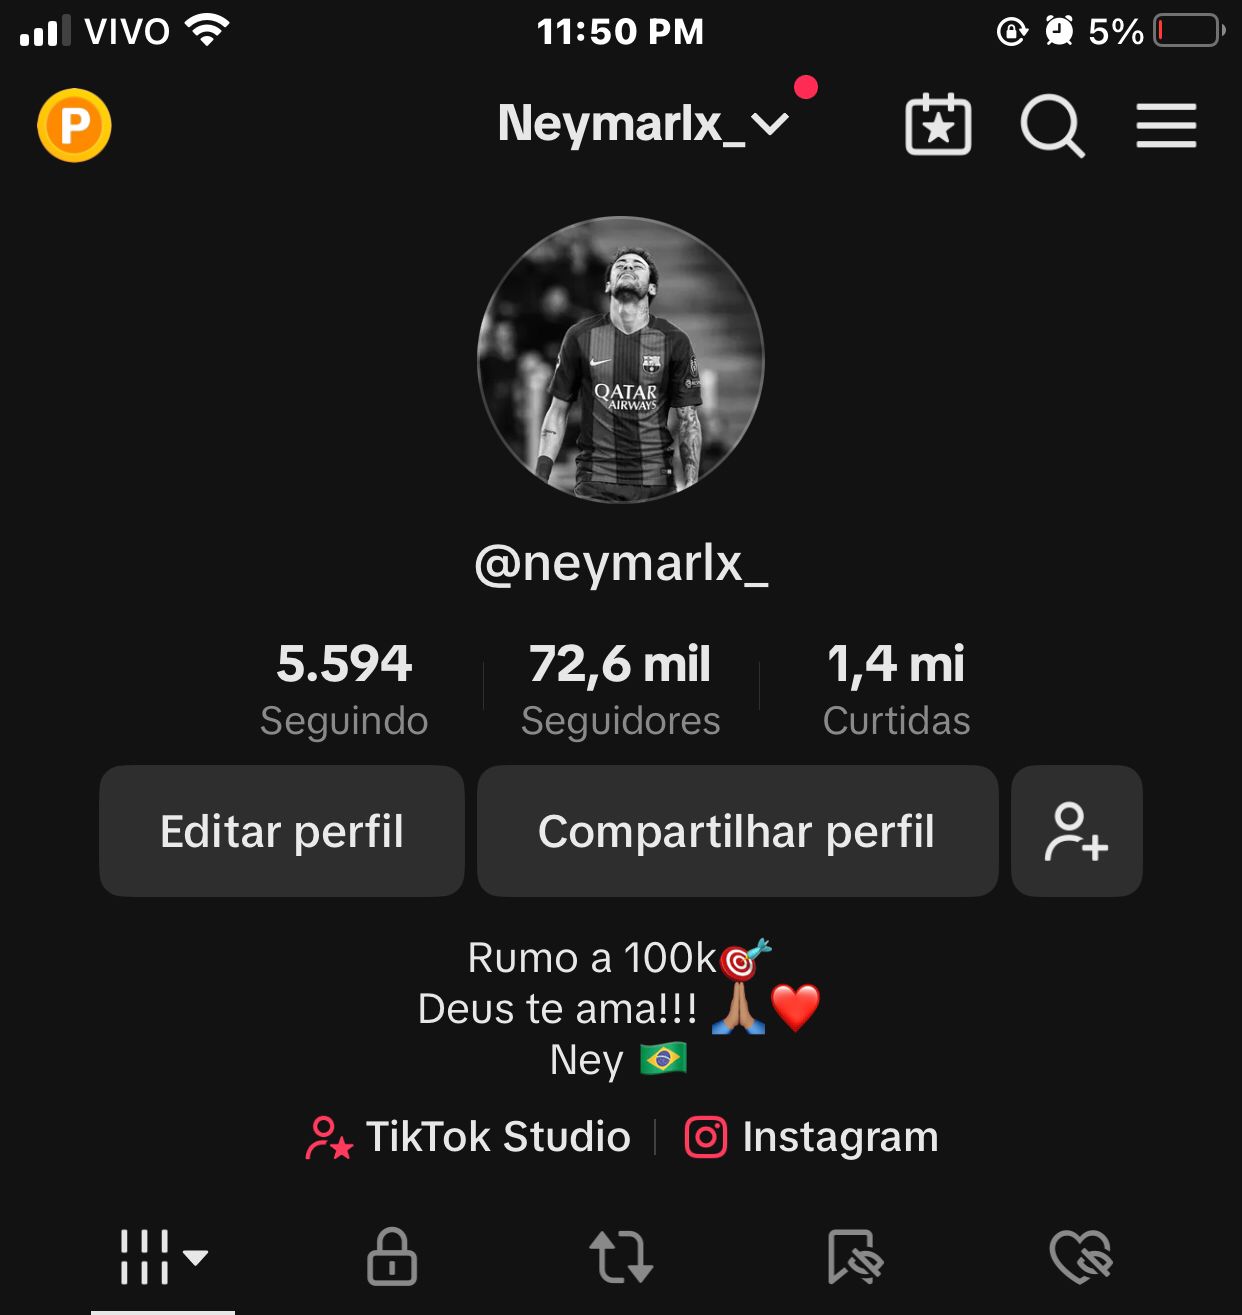 VIVO 11:50 PM 5%
P Neymarlx_
QATAR
AIRWAYS
@neymarlx_
5.594 72,6 mil 1,4 mi
Seguindo Seguidores Curtidas
Editar perfil Compartilhar perfil
Rumo a 100k🎯
Deus te ama!!! 🙏🏽❤️
Ney 🇧🇷
TikTok Studio | Instagram